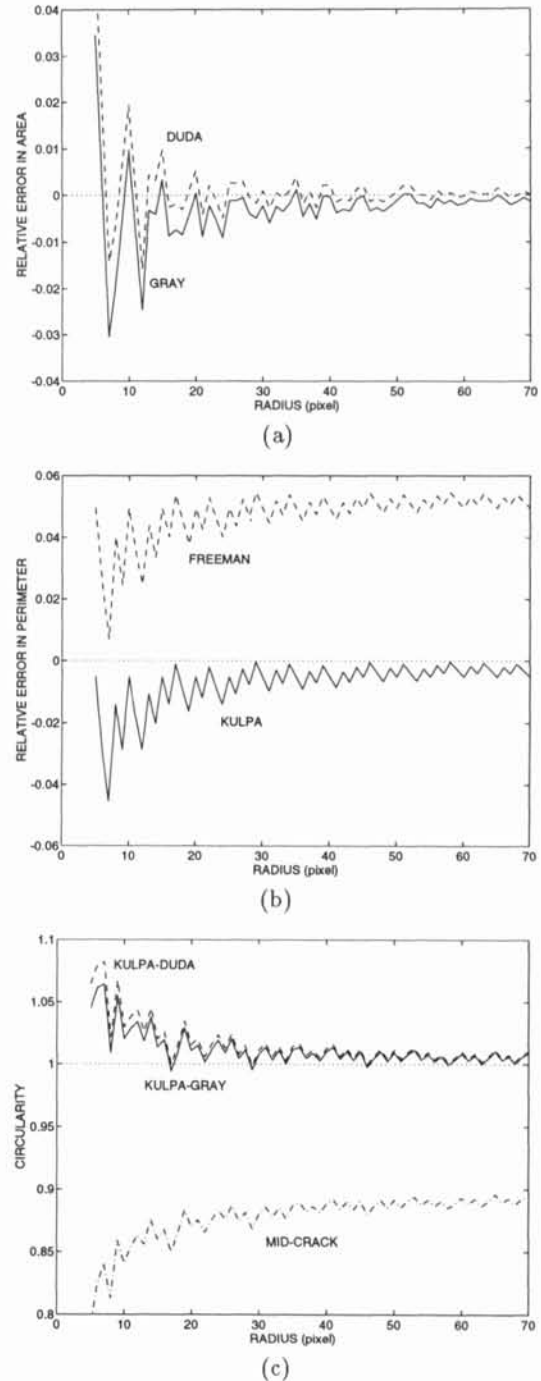 0.04
0.03
0.02
0.01
0
-0.01
-0.02
-0.03
-0.04
RELATIVE ERROR IN AREA
DUDA
GRAY
0 10 20 30 40 50 60 70
RADIUS (pixel)
(a)
0.06
0.04
0.02
0
-0.02
-0.04
-0.06
RELATIVE ERROR IN PERIMETER
FREEMAN
KULPA
0 10 20 30 40 50 60 70
RADIUS (pixel)
(b)
1.1
1.05
1
0.95
0.9
0.85
0.8
CIRCULARITY
KULPA-DUDA
KULPA-GRAY
MID-CRACK
0 10 20 30 40 50 60 70
RADIUS (pixel)
(c)